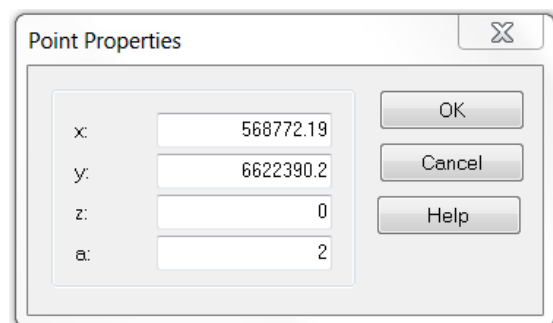 Point Properties
x: 568772.19
y: 6622390.2
z: 0
a: 2
OK
Cancel
Help